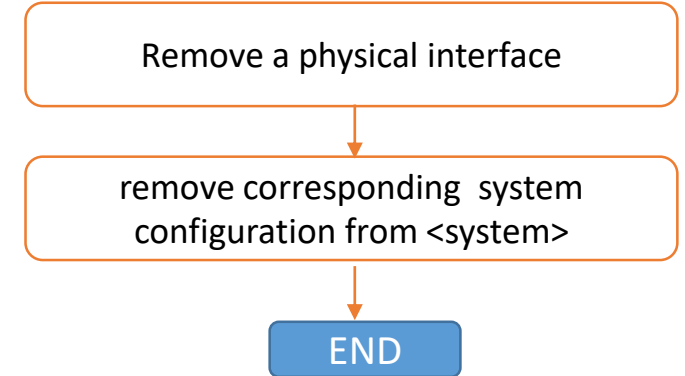 Remove a physical interface
remove corresponding  system
configuration from <system>
END